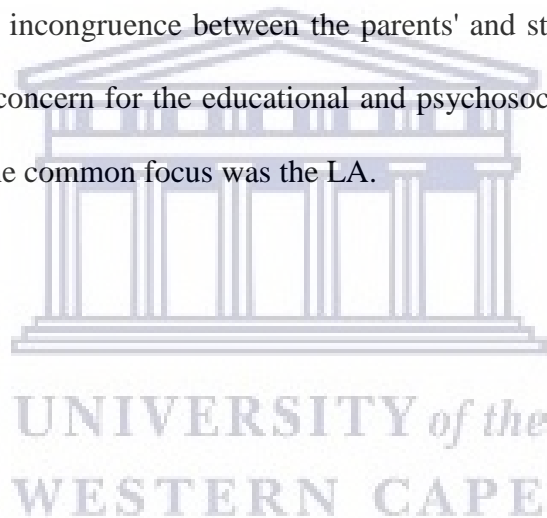 incongruence between the parents' and st
concern for the educational and psychosoc
e common focus was the LA.
UNIVERSITY of the
WESTERN CAPE